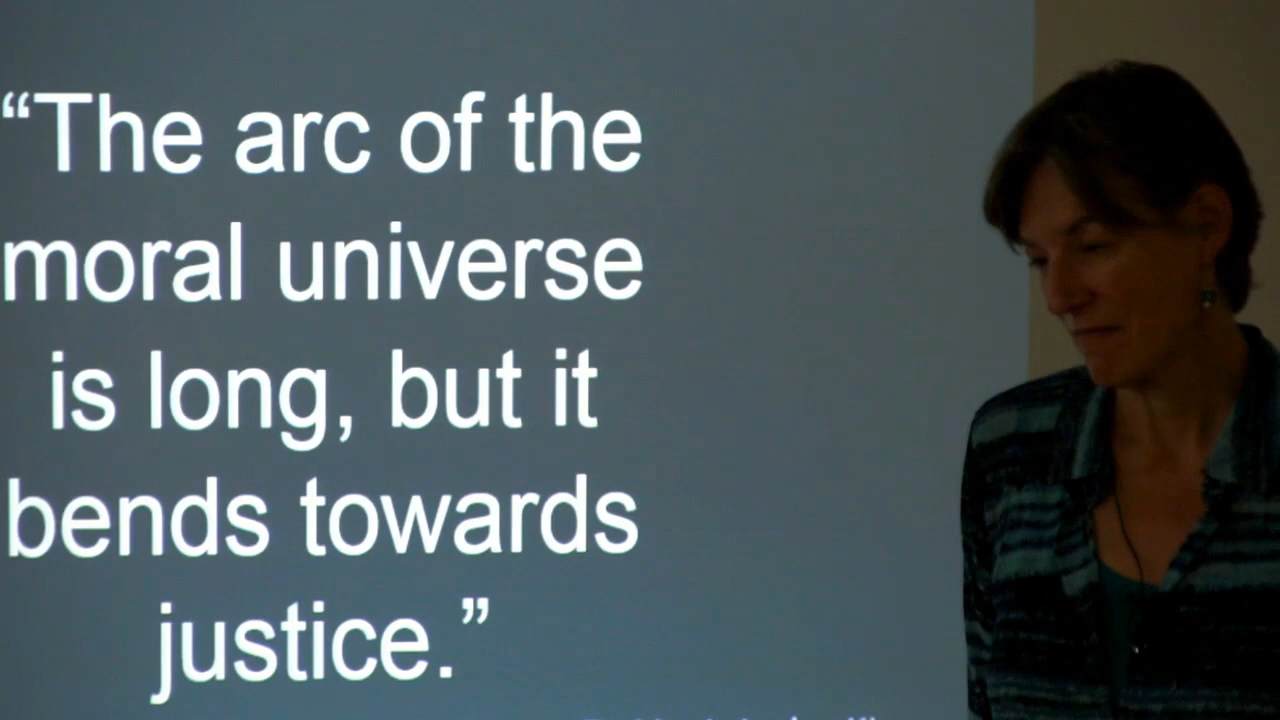 “The arc of the
moral universe
is long, but it
bends towards
justice.”